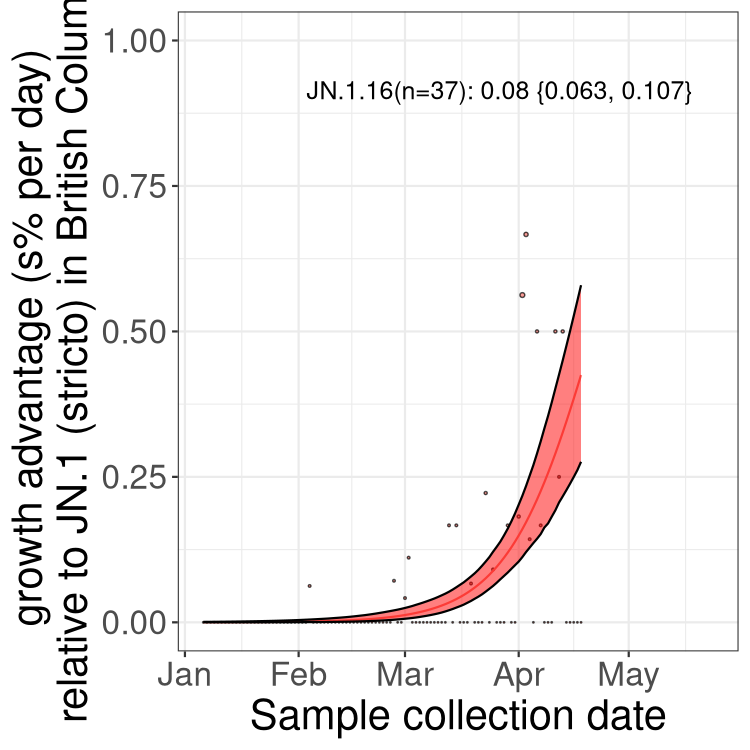 growth advantage (s% per day)
relative to JN.1 (stricto) in British Colum
1.00
0.75
0.50
0.25
0.00
JN.1.16(n=37): 0.08 {0.063, 0.107}
Jan Feb Mar Apr May
Sample collection date